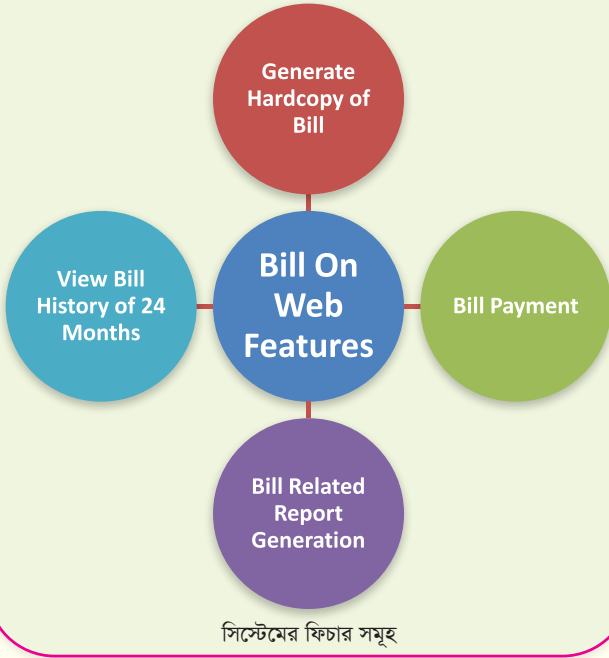 Generate
Hardcopy of
Bill
View Bill
History of 24
Months
Bill On
Web
Features
Bill Payment
Bill Related
Report
Generation
সিস্টেমের ফিচার সমূহ